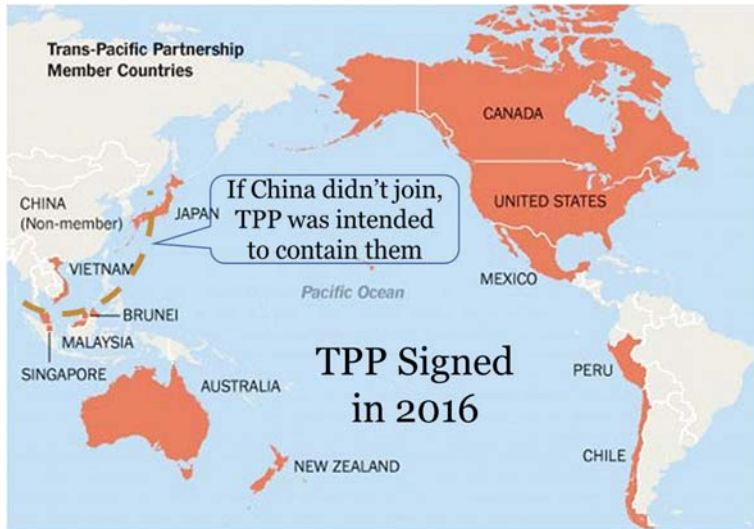 Trans-Pacific Partnership
Member Countries
CANADA
UNITED STATES
CHINA
(Non-member)
JAPAN
If China didn’t join,
TPP was intended
to contain them
VIETNAM
MEXICO
Pacific Ocean
BRUNEI
MALAYSIA
SINGAPORE
TPP Signed
in 2016
PERU
AUSTRALIA
CHILE
NEW ZEALAND